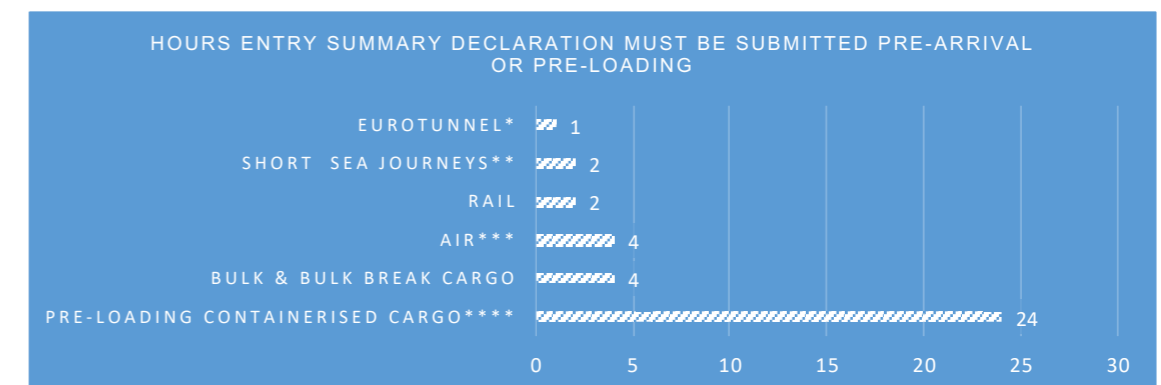 HOURS ENTRY SUMMARY DECLARATION MUST BE SUBMITTED PRE-ARRIVAL
OR PRE-LOADING
EUROTUNNEL* 1
SHORT SEA JOURNEYS** 2
RAIL 2
AIR*** 4
BULK & BULK BREAK CARGO 4
PRE-LOADING CONTAINERISED CARGO**** 24
0 5 10 15 20 25 30